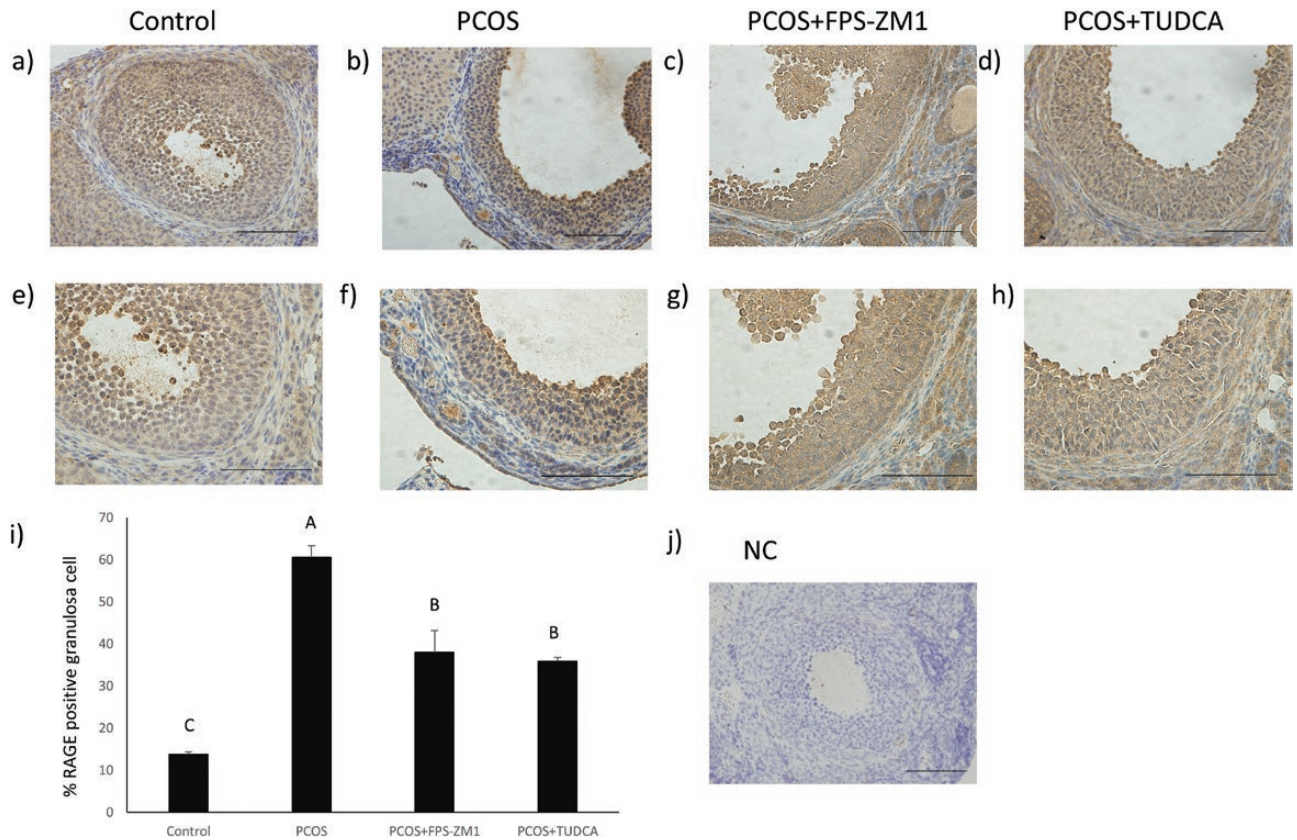 Control PCOS PCOS+FPS-ZM1 PCOS+TUDCA
a) b) c) d)
e) f) g) h)
i)
% RAGE positive granulosa cell
70
60
50
40
30
20
10
0
A
B
B
C
Control PCOS PCOS+FPS-ZM1 PCOS+TUDCA
j) NC